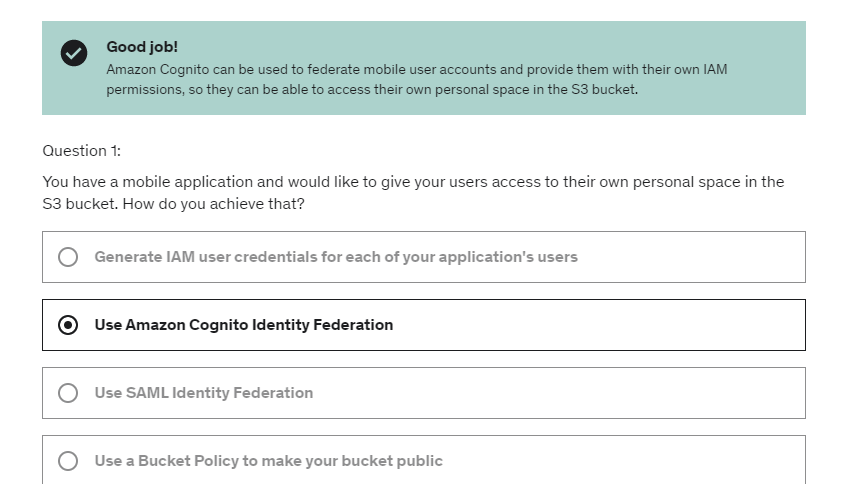 Good job!
Amazon Cognito can be used to federate mobile user accounts and provide them with their own IAM
permissions, so they can be able to access their own personal space in the S3 bucket.
Question 1:
You have a mobile application and would like to give your users access to their own personal space in the
S3 bucket. How do you achieve that?
Generate IAM user credentials for each of your application's users
Use Amazon Cognito Identity Federation
Use SAML Identity Federation
Use a Bucket Policy to make your bucket public